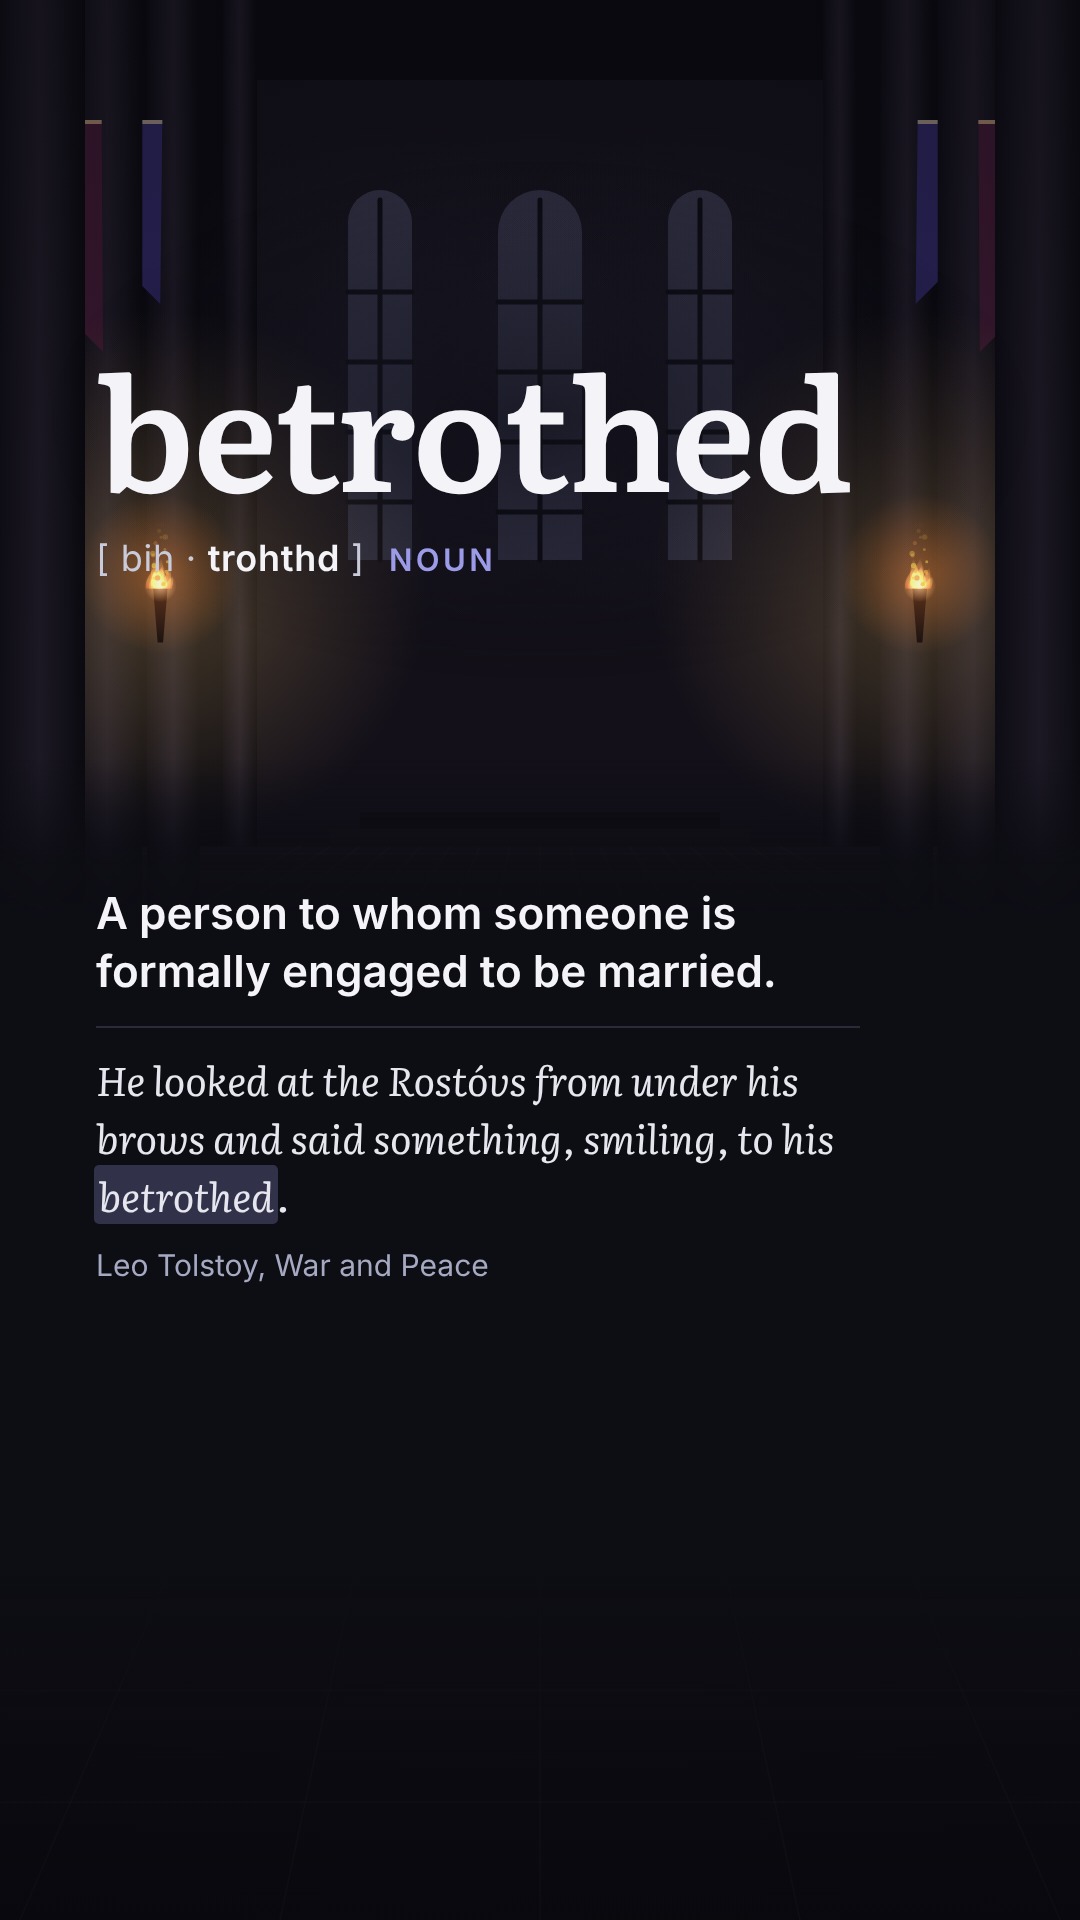 betrothed
[ bih · trohthd ] NOUN
A person to whom someone is
formally engaged to be married.
He looked at the Rostóvs from under his
brows and said something, smiling, to his
betrothed.
Leo Tolstoy, War and Peace